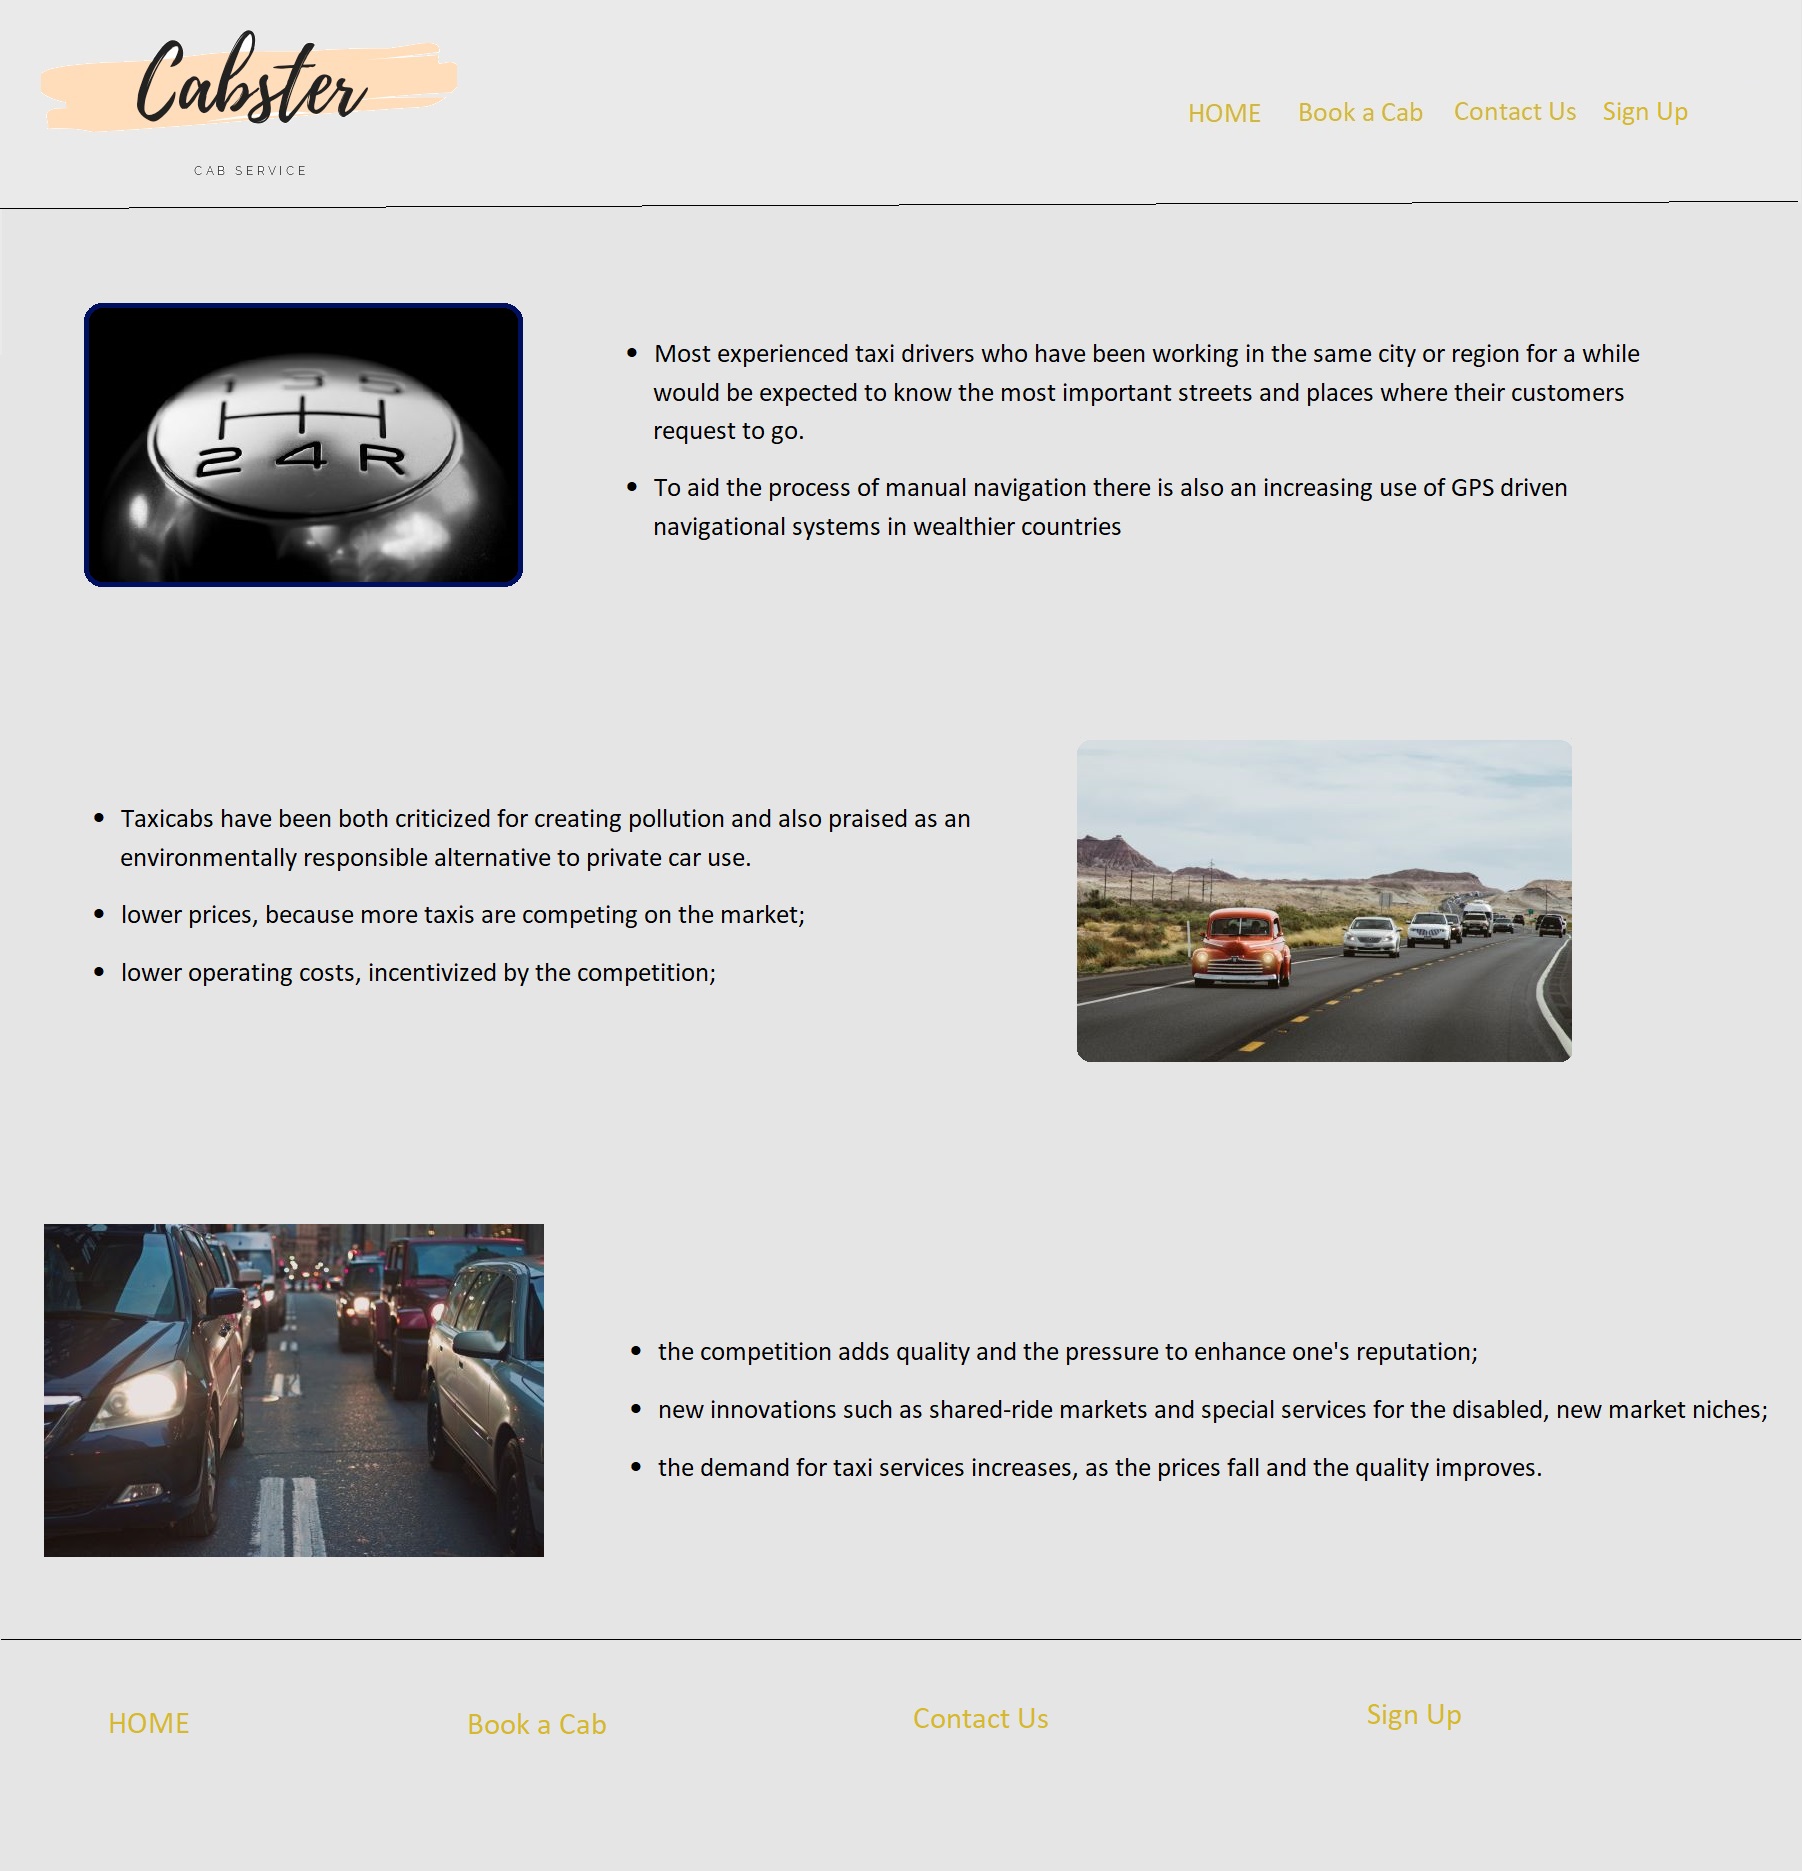 Cabster
CAB SERVICE
HOME Book a Cab Contact Us Sign Up
1 3 5
2 4 R
• Most experienced taxi drivers who have been working in the same city or region for a while
would be expected to know the most important streets and places where their customers
request to go.
• To aid the process of manual navigation there is also an increasing use of GPS driven
navigational systems in wealthier countries
• Taxicabs have been both criticized for creating pollution and also praised as an
environmentally responsible alternative to private car use.
• lower prices, because more taxis are competing on the market;
• lower operating costs, incentivized by the competition;
• the competition adds quality and the pressure to enhance one's reputation;
• new innovations such as shared-ride markets and special services for the disabled, new market niches;
• the demand for taxi services increases, as the prices fall and the quality improves.
HOME Book a Cab Contact Us Sign Up